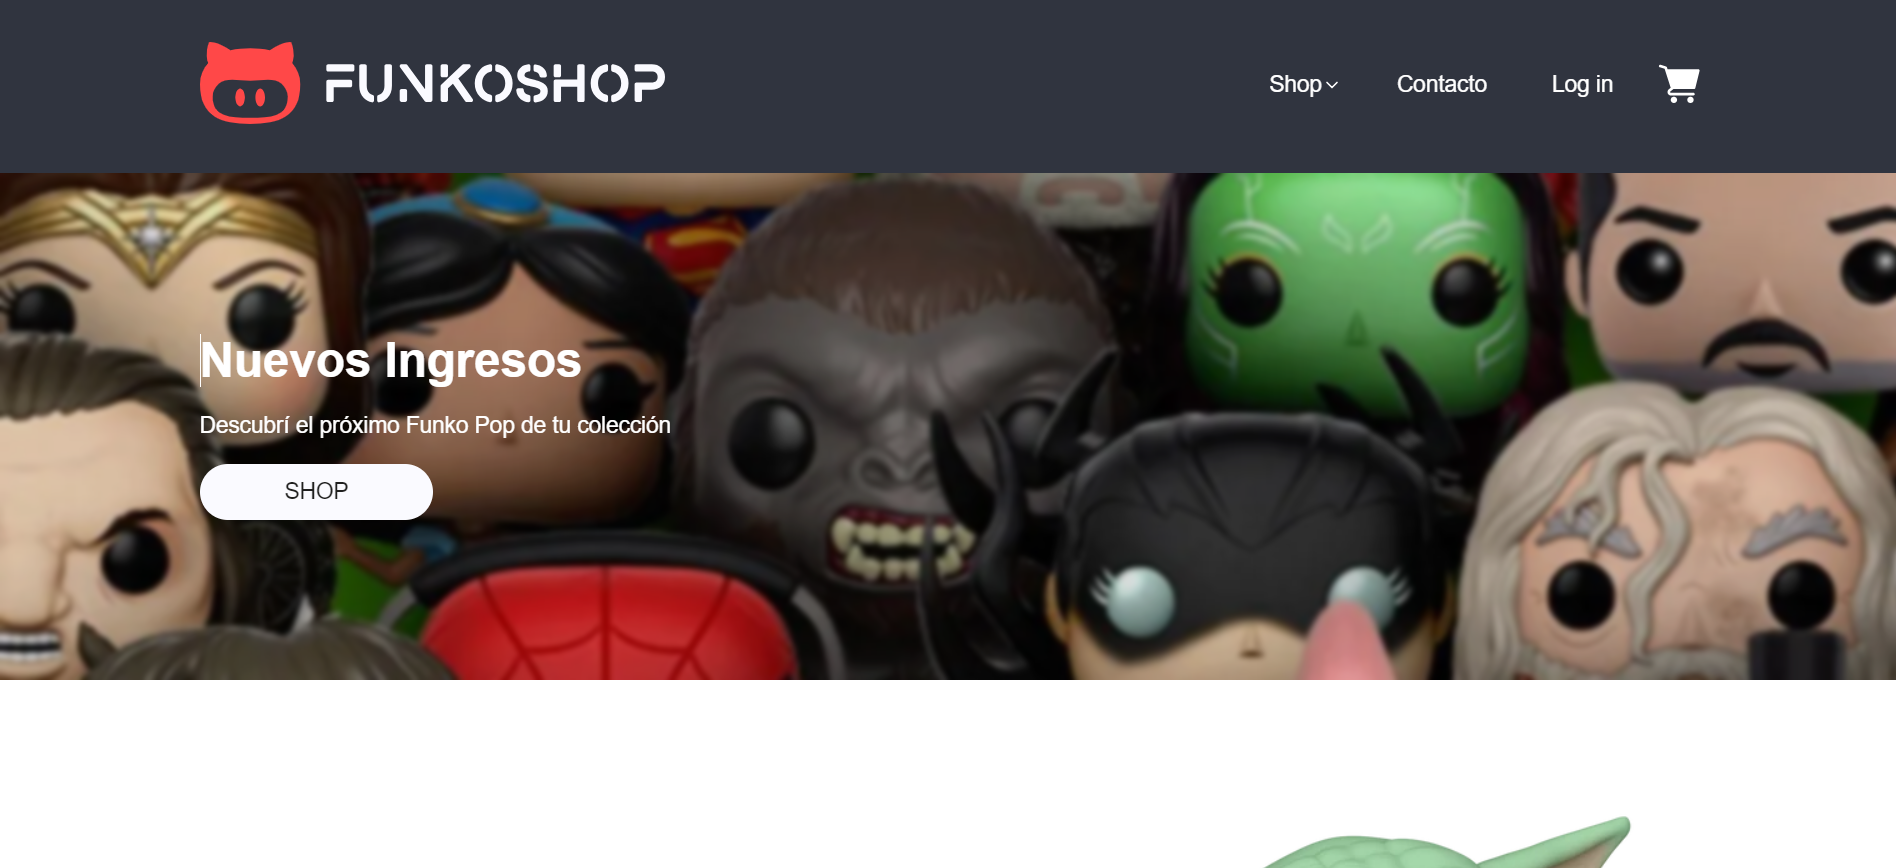 FUNKOSHOP
Shop
Contacto
Log in
Nuevos Ingresos
Descubrí el próximo Funko Pop de tu colección
SHOP